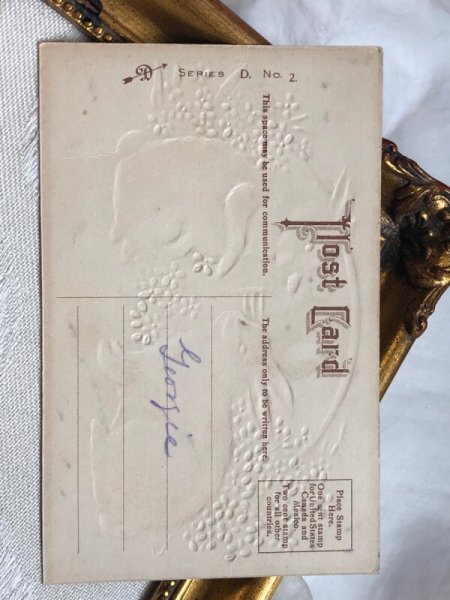 SERIES D. No. 2.
Post Card
This space may be used for communication.
The address only to be written here.
Place Stamp
Here.
One cent stamp
for United States
Canada and
Mexico.
Two cent stamp
for all other
countries.
Georgie